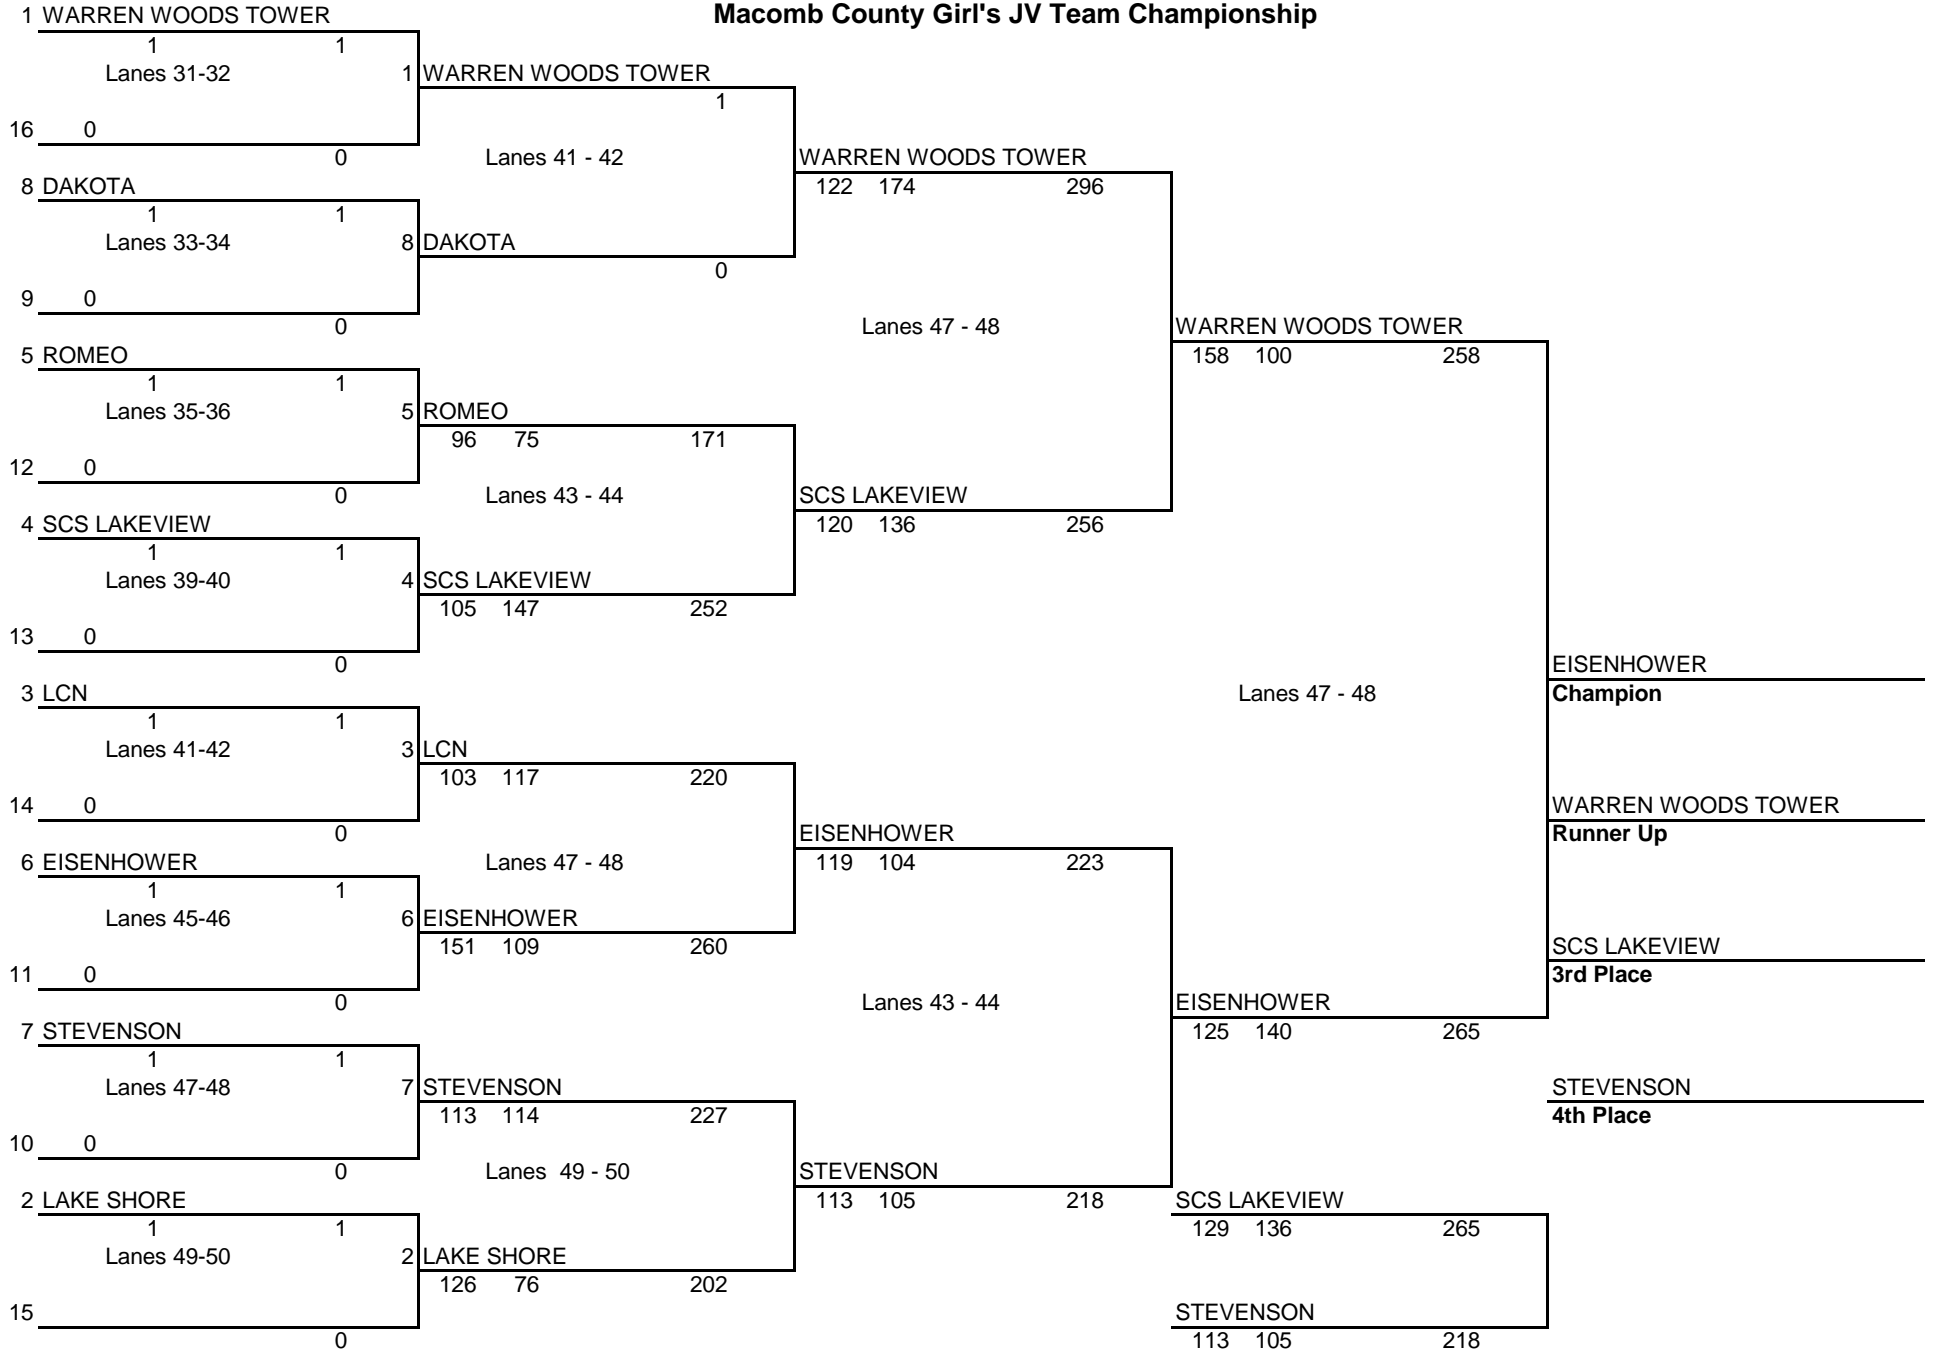 Macomb County Girl's JV Team Championship
1 WARREN WOODS TOWER
1 1
Lanes 31-32
16 0
0
8 DAKOTA
1 1
Lanes 33-34
9 0
0
5 ROMEO
1 1
Lanes 35-36
12 0
0
4 SCS LAKEVIEW
1 1
Lanes 39-40
13 0
0
3 LCN
1 1
Lanes 41-42
14 0
0
6 EISENHOWER
1 1
Lanes 45-46
11 0
0
7 STEVENSON
1 1
Lanes 47-48
10 0
0
2 LAKE SHORE
1 1
Lanes 49-50
15
0
1 WARREN WOODS TOWER
1
Lanes 41 - 42
8 DAKOTA
0
5 ROMEO
96 75 171
Lanes 43 - 44
4 SCS LAKEVIEW
105 147 252
3 LCN
103 117 220
Lanes 47 - 48
6 EISENHOWER
151 109 260
7 STEVENSON
113 114 227
Lanes 49 - 50
2 LAKE SHORE
126 76 202
WARREN WOODS TOWER
122 174 296
Lanes 47 - 48
SCS LAKEVIEW
120 136 256
EISENHOWER
119 104 223
Lanes 43 - 44
STEVENSON
113 105 218
WARREN WOODS TOWER
158 100 258
Lanes 47 - 48
EISENHOWER
125 140 265
SCS LAKEVIEW
129 136 265
STEVENSON
113 105 218
EISENHOWER
Champion
WARREN WOODS TOWER
Runner Up
SCS LAKEVIEW
3rd Place
STEVENSON
4th Place